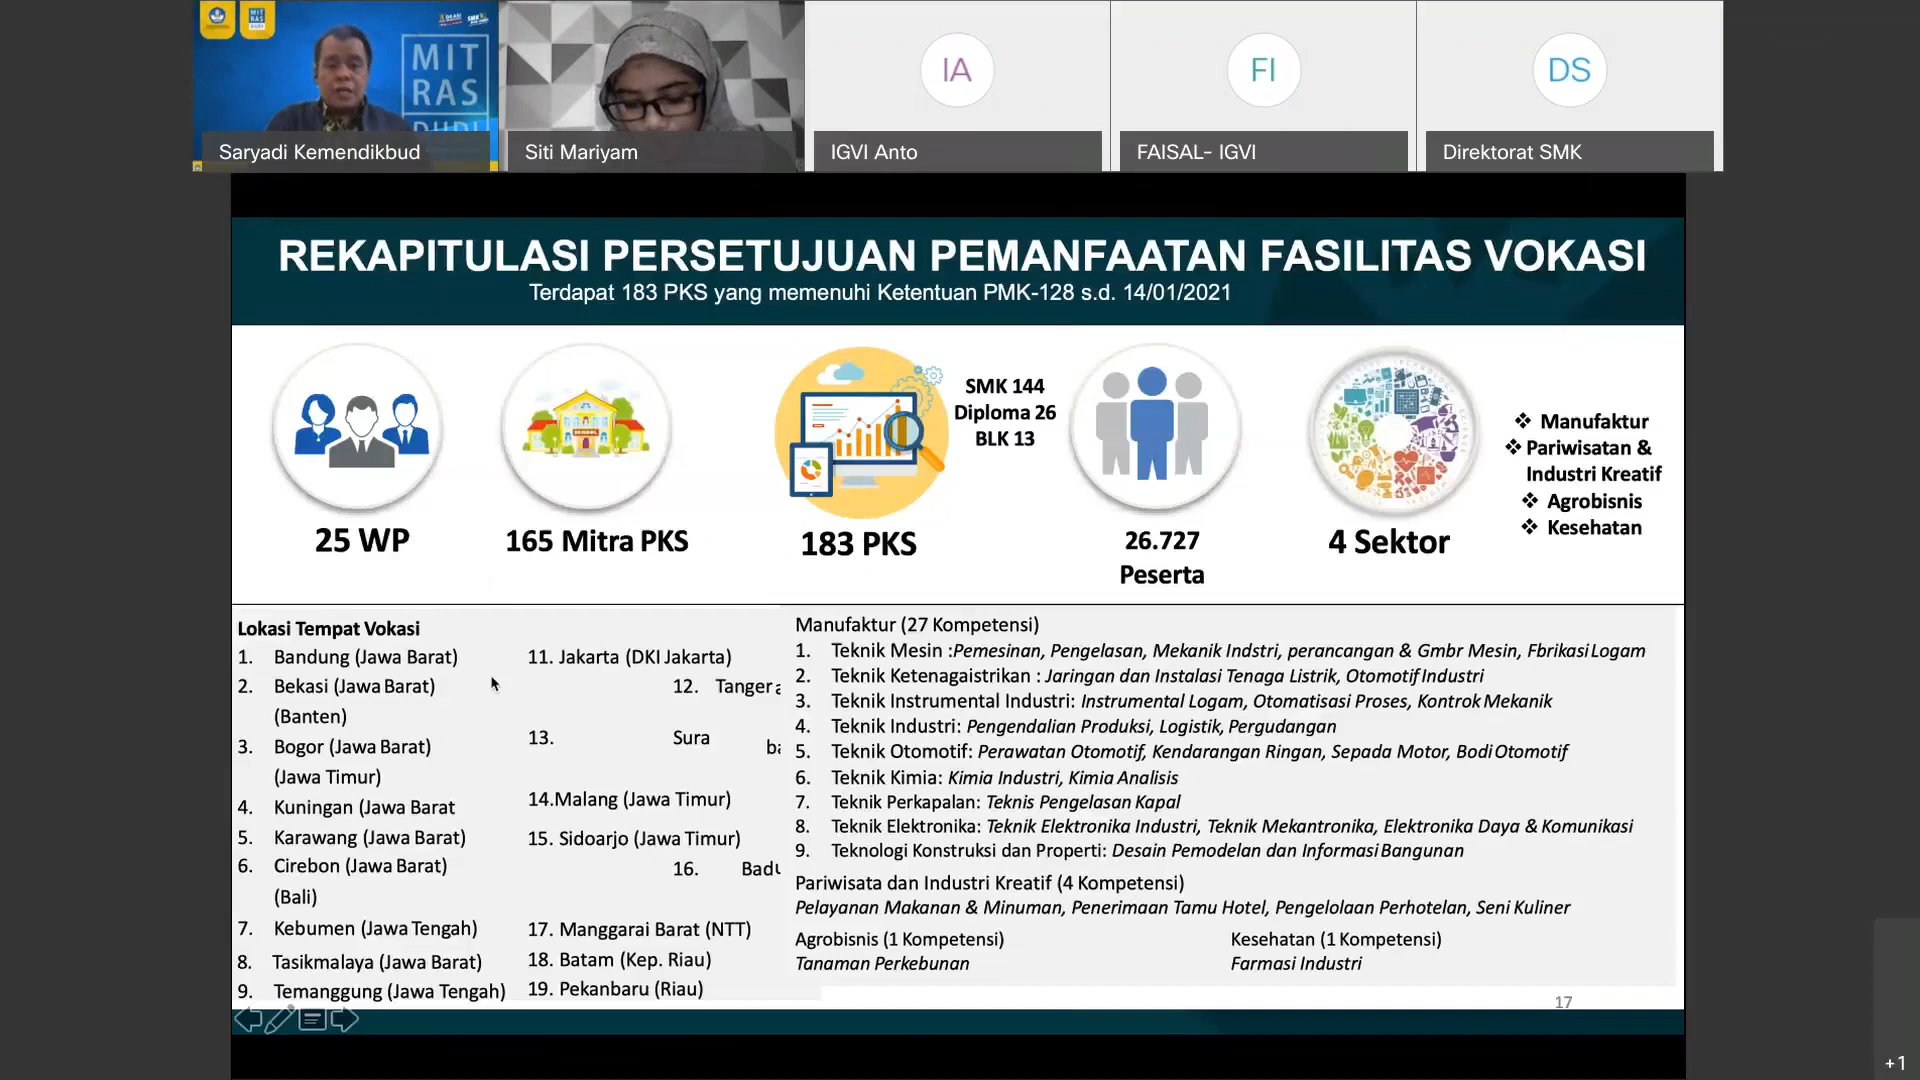 MIT
RAS
DUDI
Saryadi Kemendikbud
Siti Mariyam
IA
IGVI Anto
FI
FAISAL- IGVI
DS
Direktorat SMK
REKAPITULASI PERSETUJUAN PEMANFAATAN FASILITAS VOKASI
Terdapat 183 PKS yang memenuhi Ketentuan PMK-128 s.d. 14/01/2021
25 WP
SCHOOL
165 Mitra PKS
183 PKS
SMK 144
Diploma 26
BLK 13
26.727
Peserta
4 Sektor
❖ Manufaktur
❖ Pariwisatan &
Industri Kreatif
❖ Agrobisnis
❖ Kesehatan
Lokasi Tempat Vokasi
1. Bandung (Jawa Barat)
2. Bekasi (Jawa Barat)
(Banten)
3. Bogor (Jawa Barat)
(Jawa Timur)
4. Kuningan (Jawa Barat
5. Karawang (Jawa Barat)
6. Cirebon (Jawa Barat)
(Bali)
7. Kebumen (Jawa Tengah)
8. Tasikmalaya (Jawa Barat)
9. Temanggung (Jawa Tengah)
11. Jakarta (DKI Jakarta)
12. Tangera
13. Sura ba
14.Malang (Jawa Timur)
15. Sidoarjo (Jawa Timur)
16. Badu
17. Manggarai Barat (NTT)
18. Batam (Kep. Riau)
19. Pekanbaru (Riau)
Manufaktur (27 Kompetensi)
1. Teknik Mesin :Pemesinan, Pengelasan, Mekanik Indstri, perancangan & Gmbr Mesin, Fbrikasi Logam
2. Teknik Ketenagaistrikan : Jaringan dan Instalasi Tenaga Listrik, Otomotif Industri
3. Teknik Instrumental Industri: Instrumental Logam, Otomatisasi Proses, Kontrok Mekanik
4. Teknik Industri: Pengendalian Produksi, Logistik, Pergudangan
5. Teknik Otomotif: Perawatan Otomotif, Kendarangan Ringan, Sepada Motor, Bodi Otomotif
6. Teknik Kimia: Kimia Industri, Kimia Analisis
7. Teknik Perkapalan: Teknis Pengelasan Kapal
8. Teknik Elektronika: Teknik Elektronika Industri, Teknik Mekantronika, Elektronika Daya & Komunikasi
9. Teknologi Konstruksi dan Properti: Desain Pemodelan dan Informasi Bangunan
Pariwisata dan Industri Kreatif (4 Kompetensi)
Pelayanan Makanan & Minuman, Penerimaan Tamu Hotel, Pengelolaan Perhotelan, Seni Kuliner
Agrobisnis (1 Kompetensi)
Tanaman Perkebunan
Kesehatan (1 Kompetensi)
Farmasi Industri
17
+1